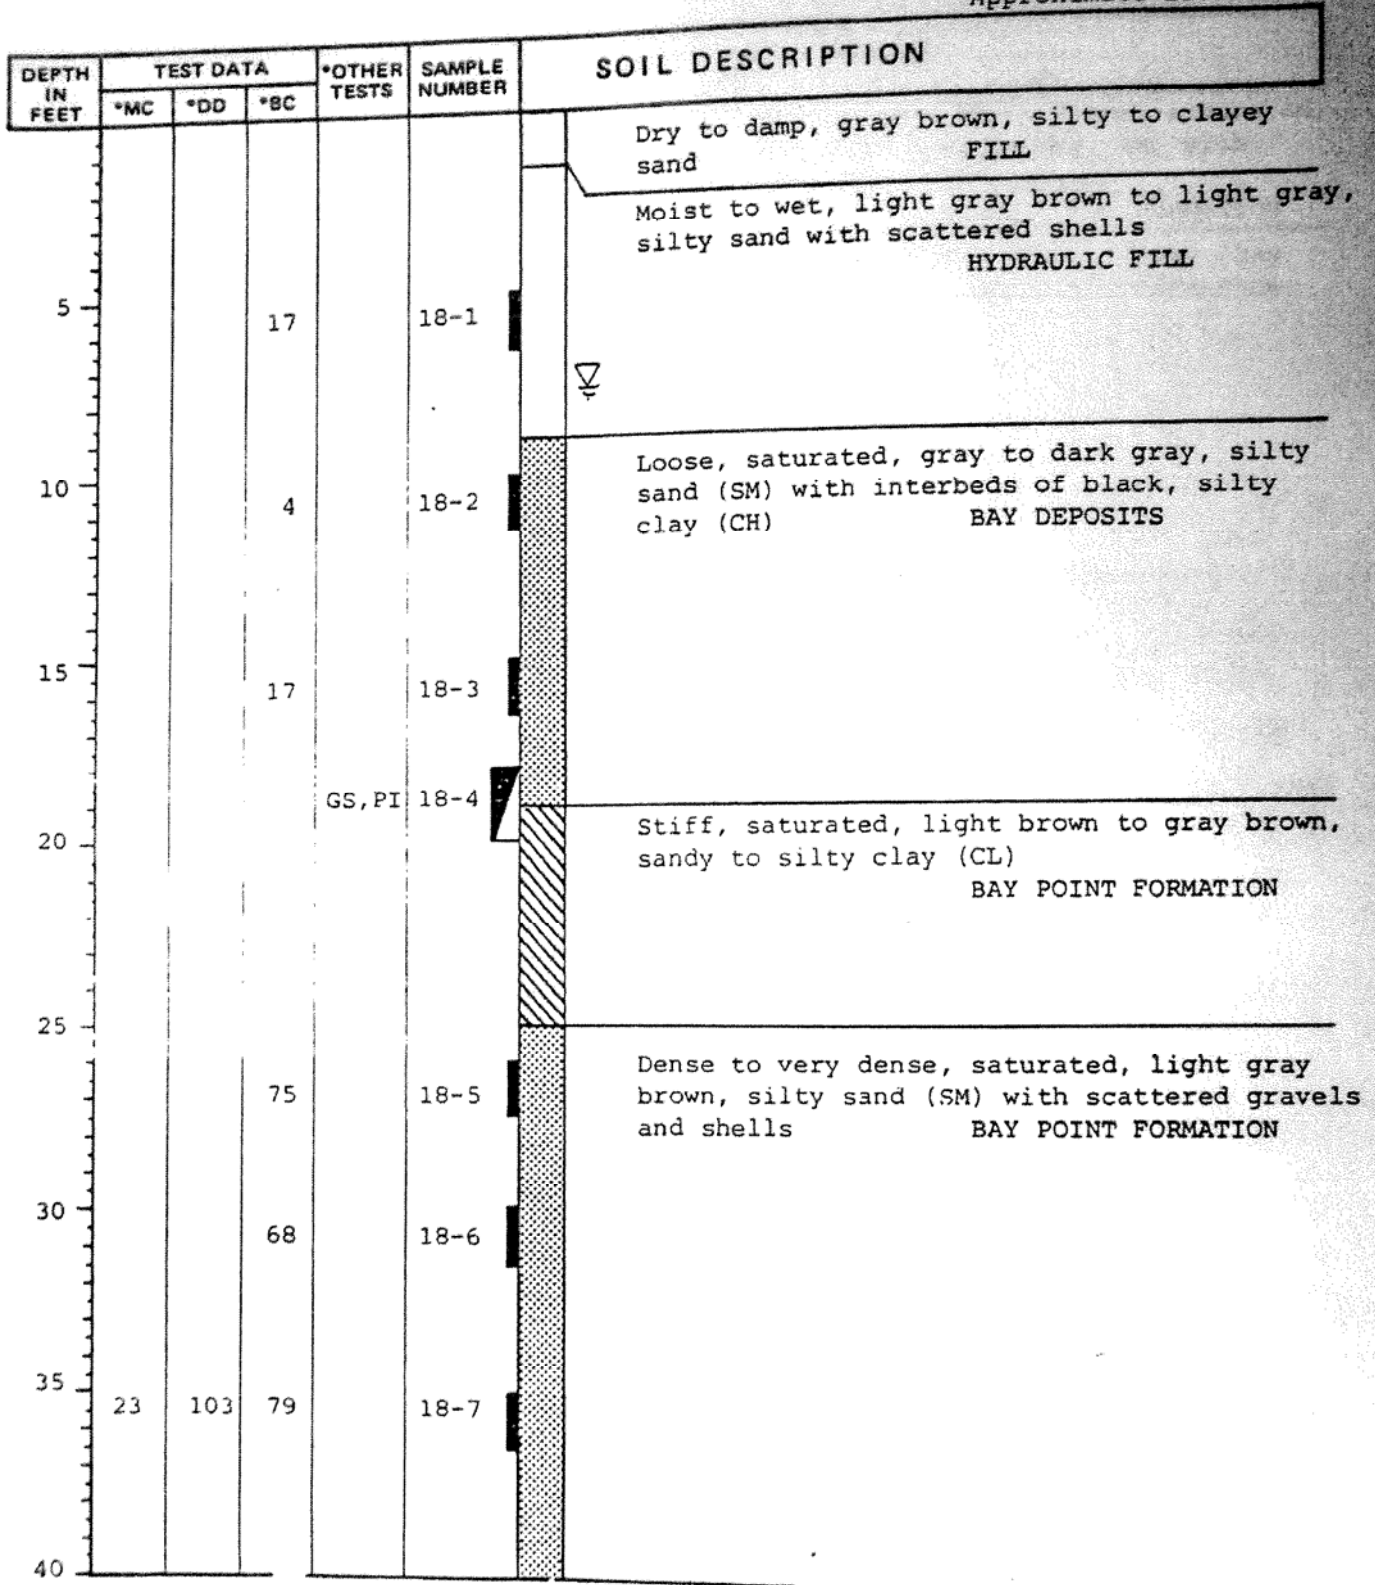 DEPTH IN FEET
TEST DATA
*OTHER TESTS
SAMPLE NUMBER
SOIL DESCRIPTION
*MC
*DD
*BC
Dry to damp, gray brown, silty to clayey
sand FILL
Moist to wet, light gray brown to light gray,
silty sand with scattered shells
HYDRAULIC FILL
5
17 18-1
Loose, saturated, gray to dark gray, silty
sand (SM) with interbeds of black, silty
clay (CH) BAY DEPOSITS
10
4 18-2
15
17 18-3
GS,PI 18-4
Stiff, saturated, light brown to gray brown,
sandy to silty clay (CL)
BAY POINT FORMATION
20
25
Dense to very dense, saturated, light gray
brown, silty sand (SM) with scattered gravels
and shells BAY POINT FORMATION
75 18-5
30
68 18-6
35
23 103 79 18-7
40